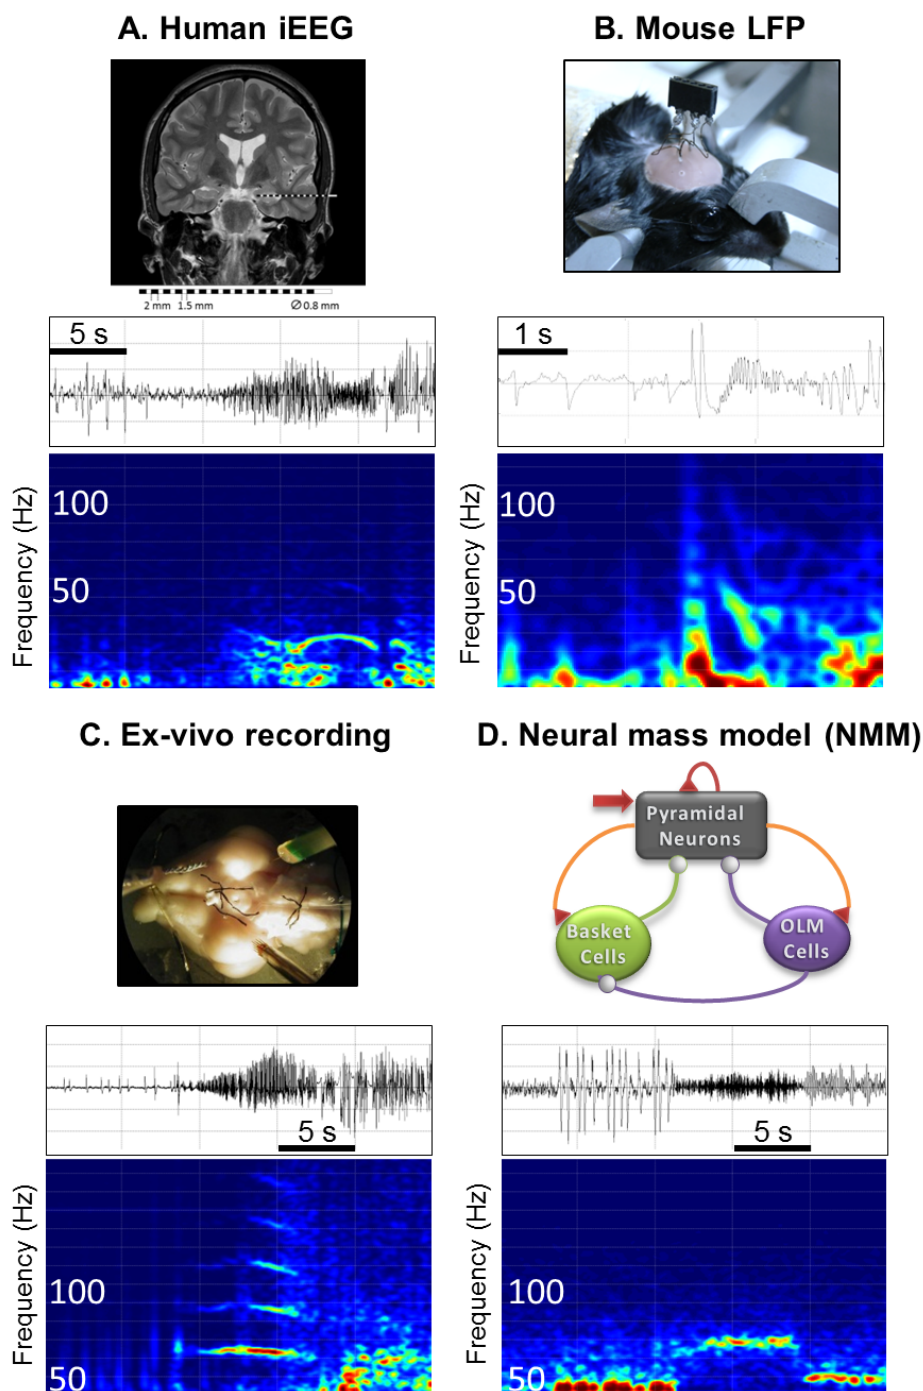 A. Human iEEG
B. Mouse LFP
2 mm 1.5 mm Ø 0.8 mm
5 s
1 s
Frequency (Hz)
100
50
Frequency (Hz)
100
50
C. Ex-vivo recording
D. Neural mass model (NMM)
Pyramidal
Neurons
Basket
Cells
OLM
Cells
5 s
5 s
Frequency (Hz)
100
50
Frequency (Hz)
100
50